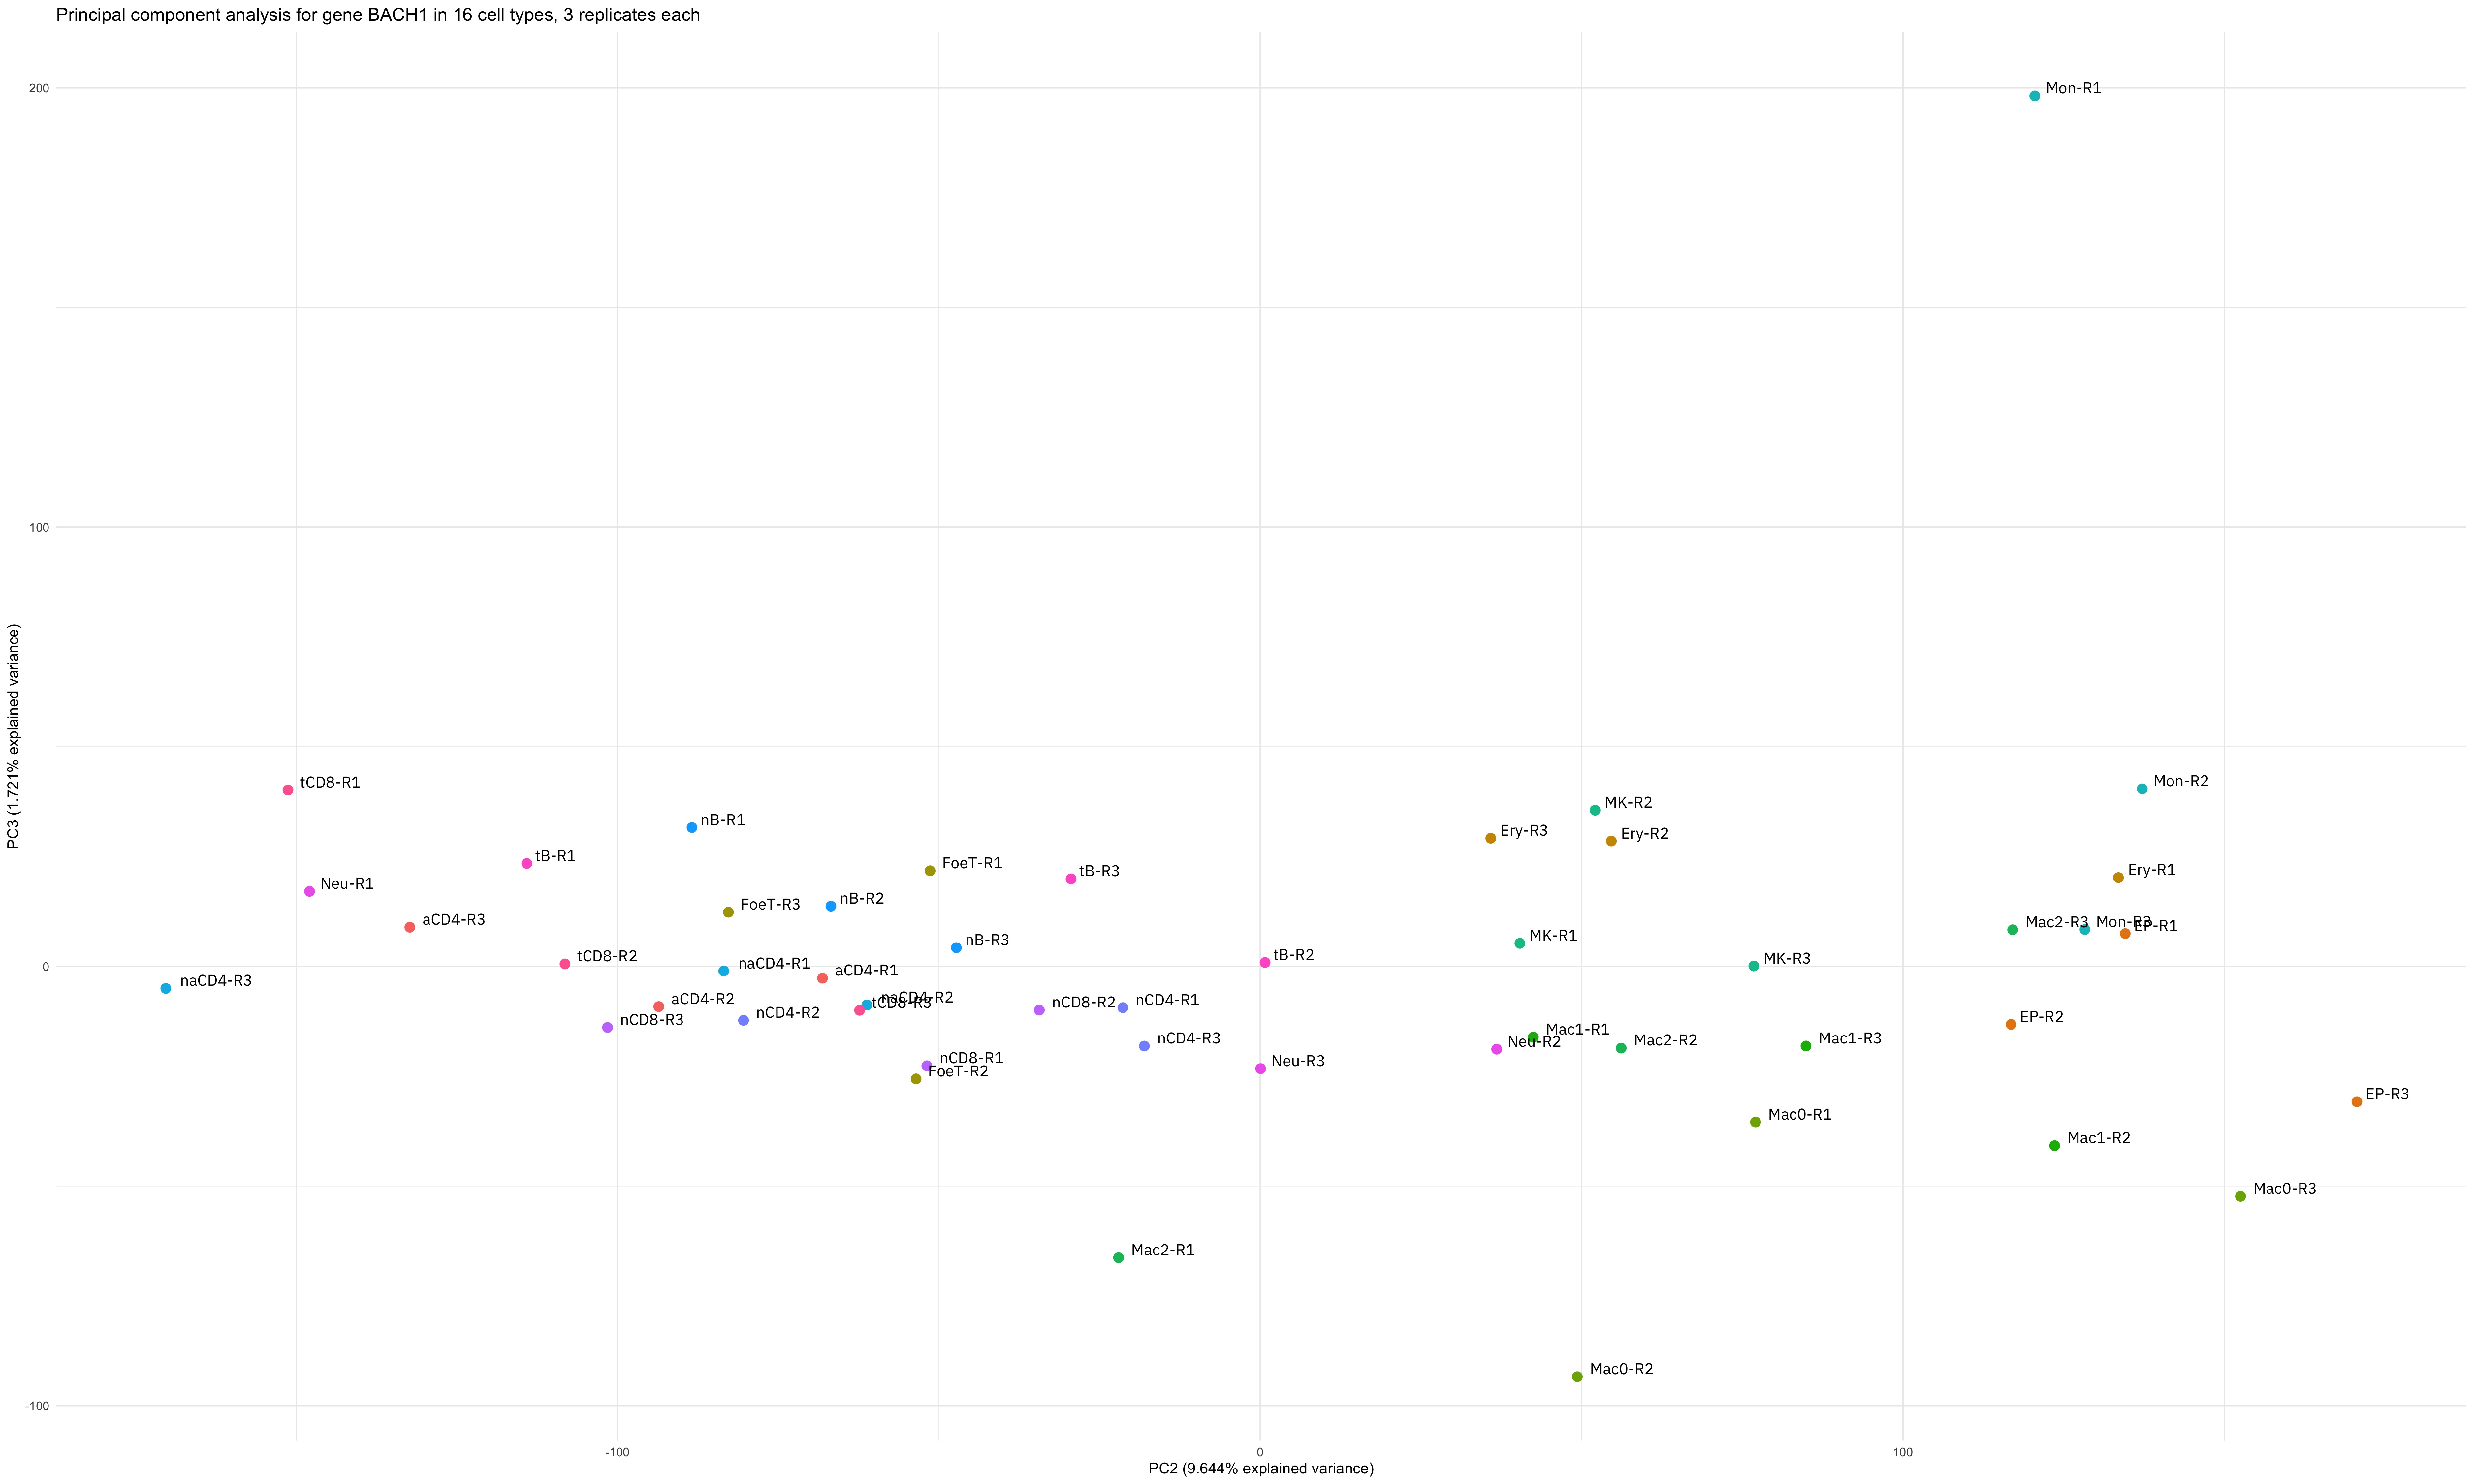 Principal component analysis for gene BACH1 in 16 cell types, 3 replicates each
200
100
0
-100
PC3 (1.721% explained variance)
Mon-R1
tCD8-R1
Mon-R2
MK-R2
nB-R1
Ery-R3
Ery-R2
tB-R1
FoeT-R1
tB-R3
Ery-R1
Neu-R1
FoeT-R3
nB-R2
aCD4-R3
Mac2-R3
Mon-R3
EP-R1
nB-R3
MK-R1
tCD8-R2
naCD4-R1
aCD4-R1
tB-R2
MK-R3
naCD4-R3
aCD4-R2
naCD4-R2
tCD8-R3
nCD8-R2
nCD4-R1
nCD8-R3
nCD4-R2
EP-R2
nCD4-R3
Mac1-R1
Neu-R2
Mac2-R2
Mac1-R3
nCD8-R1
FoeT-R2
Neu-R3
EP-R3
Mac0-R1
Mac1-R2
Mac0-R3
Mac2-R1
Mac0-R2
-100
0
100
PC2 (9.644% explained variance)